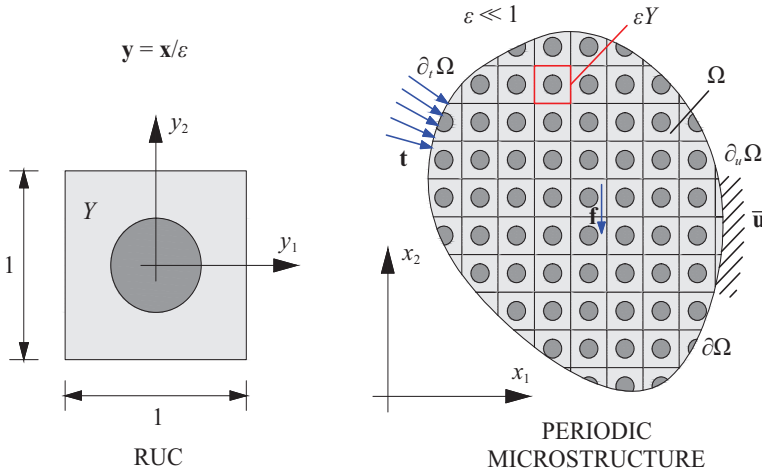 y = x/ε
y₂
Y
y₁
1
1
RUC
ε ≪ 1
εY
∂ₜΩ
Ω
∂ᵤΩ
t
f
ū
x₂
x₁
∂Ω
PERIODIC
MICROSTRUCTURE